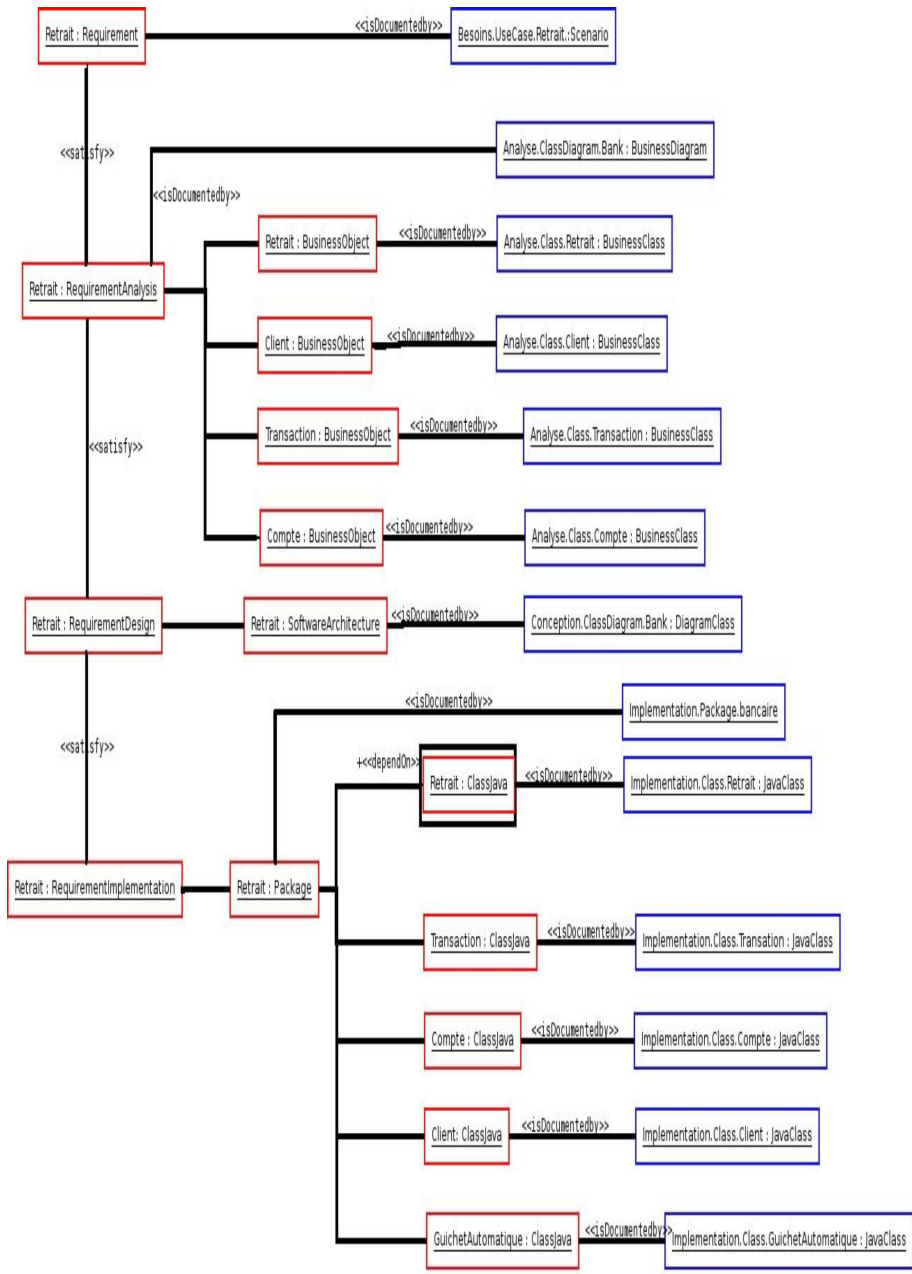 Retrait : Requirement
<<isDocumentedby>>
Besoins.UseCase.Retrait.:Scenario
<<satisfy>>
Analyse.ClassDiagram.Bank : BusinessDiagram
<<isDocumentedby>>
Retrait : BusinessObject
<<isDocumentedby>>
Analyse.Class.Retrait : BusinessClass
Retrait : RequirementAnalysis
Client : BusinessObject
<<isDocumentedby>>
Analyse.Class.Client : BusinessClass
Transaction : BusinessObject
<<isDocumentedby>>
Analyse.Class.Transaction : BusinessClass
<<satisfy>>
Compte : BusinessObject
<<isDocumentedby>>
Analyse.Class.Compte : BusinessClass
Retrait : RequirementDesign
Retrait : SoftwareArchitecture
<<isDocumentedby>>
Conception.ClassDiagram.Bank : DiagramClass
<<isDocumentedby>>
Implementation.Package.bancaire
<<satisfy>>
+<<dependOn>>
Retrait : ClassJava
<<isDocumentedby>>
Implementation.Class.Retrait : JavaClass
Retrait : RequirementImplementation
Retrait : Package
Transaction : ClassJava
<<isDocumentedby>>
Implementation.Class.Transation : JavaClass
Compte : ClassJava
<<isDocumentedby>>
Implementation.Class.Compte : JavaClass
Client: ClassJava
<<isDocumentedby>>
Implementation.Class.Client : JavaClass
GuichetAutomatique : ClassJava
<<isDocumentedby>>
Implementation.Class.GuichetAutomatique : JavaClass